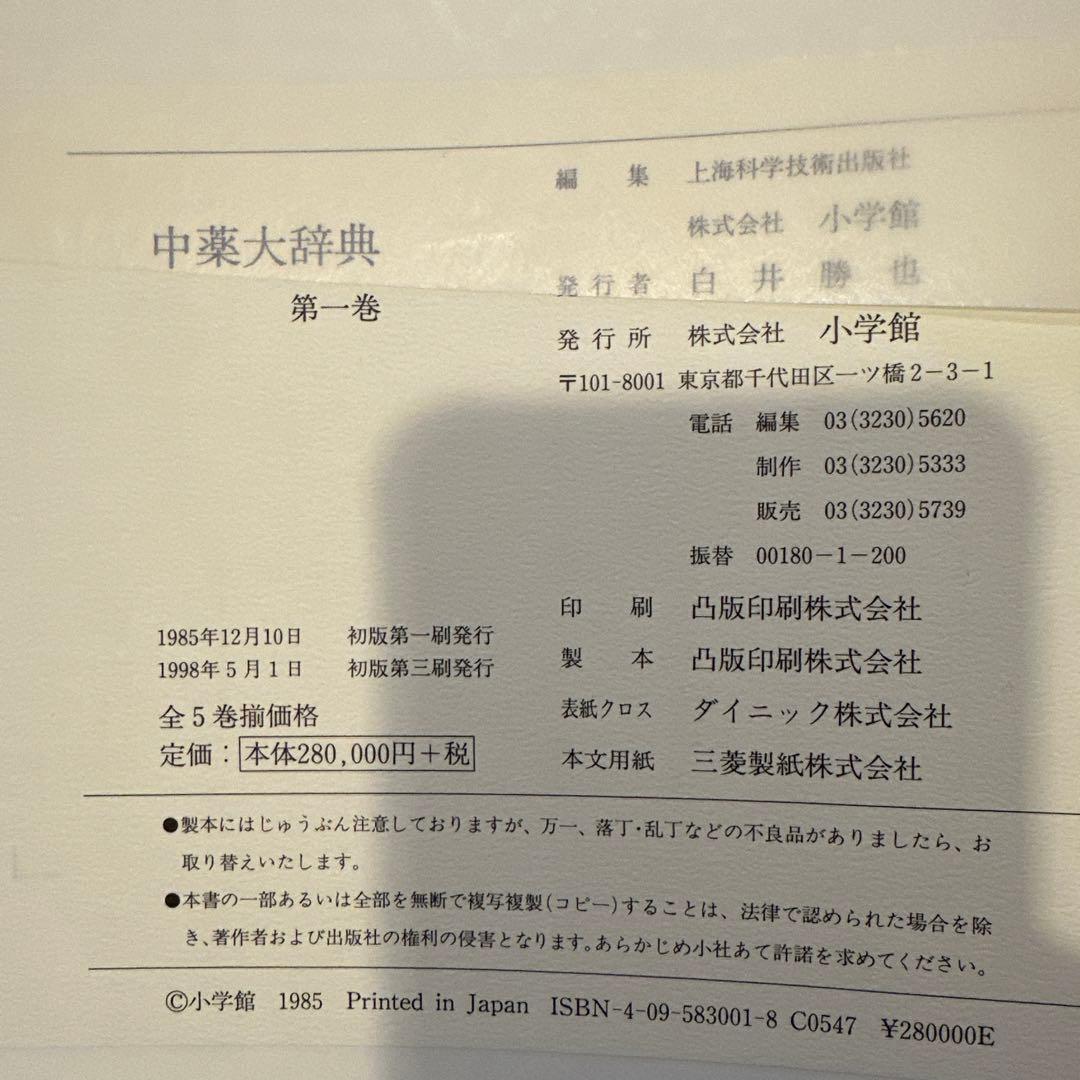 中薬大辞典
第一巻
編 集 上海科学技術出版社
株式会社 小学館
発行者 白井勝也
発行所 株式会社 小学館
〒101-8001 東京都千代田区一ツ橋2-3-1
電話 編集 03(3230)5620
制作 03(3230)5333
販売 03(3230)5739
振替 00180-1-200
印 刷 凸版印刷株式会社
製 本 凸版印刷株式会社
表紙クロス ダイニック株式会社
本文用紙 三菱製紙株式会社
1985年12月10日 初版第一刷発行
1998年5月1日 初版第三刷発行
全5巻揃価格
定価：本体280,000円+税
●製本にはじゅうぶん注意しておりますが、万一、落丁・乱丁などの不良品がありましたら、お
取り替えいたします。
●本書の一部あるいは全部を無断で複写複製(コピー)することは、法律で認められた場合を除
き、著作者および出版社の権利の侵害となります。あらかじめ小社あて許諾を求めてください。
©小学館 1985 Printed in Japan ISBN-4-09-583001-8 C0547 ¥280000E